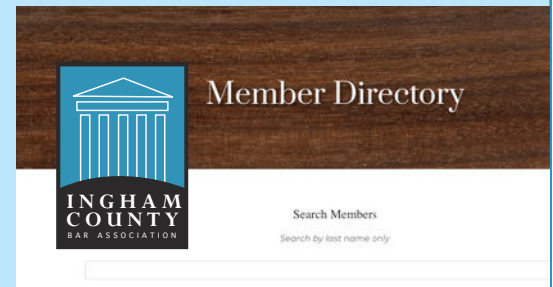 Member Directory
INGHAM
COUNTY
BAR ASSOCIATION
Search Members
Search by last name only